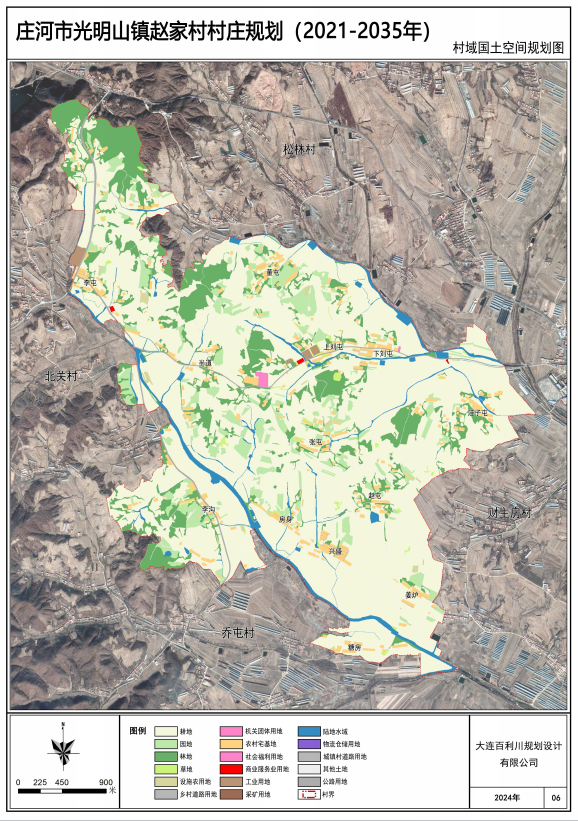 庄河市光明山镇赵家村村庄规划（2021-2035年）
村域国土空间规划图
松林村
董屯
李屯
上刘屯
下刘屯
北关村
张屯
赵屯
财主房村
李沟
房身
兴隆
姜炉
乔屯村
糖房
N
0 225 450 900
米
图例
耕地
园地
林地
草地
设施农用地
乡村道路用地
机关团体用地
农村宅基地
社会福利用地
商业服务业用地
工业用地
采矿用地
陆地水域
物流仓储用地
城镇村道路用地
其他土地
公路用地
村界
大连百利川规划设计
有限公司
2024年
06